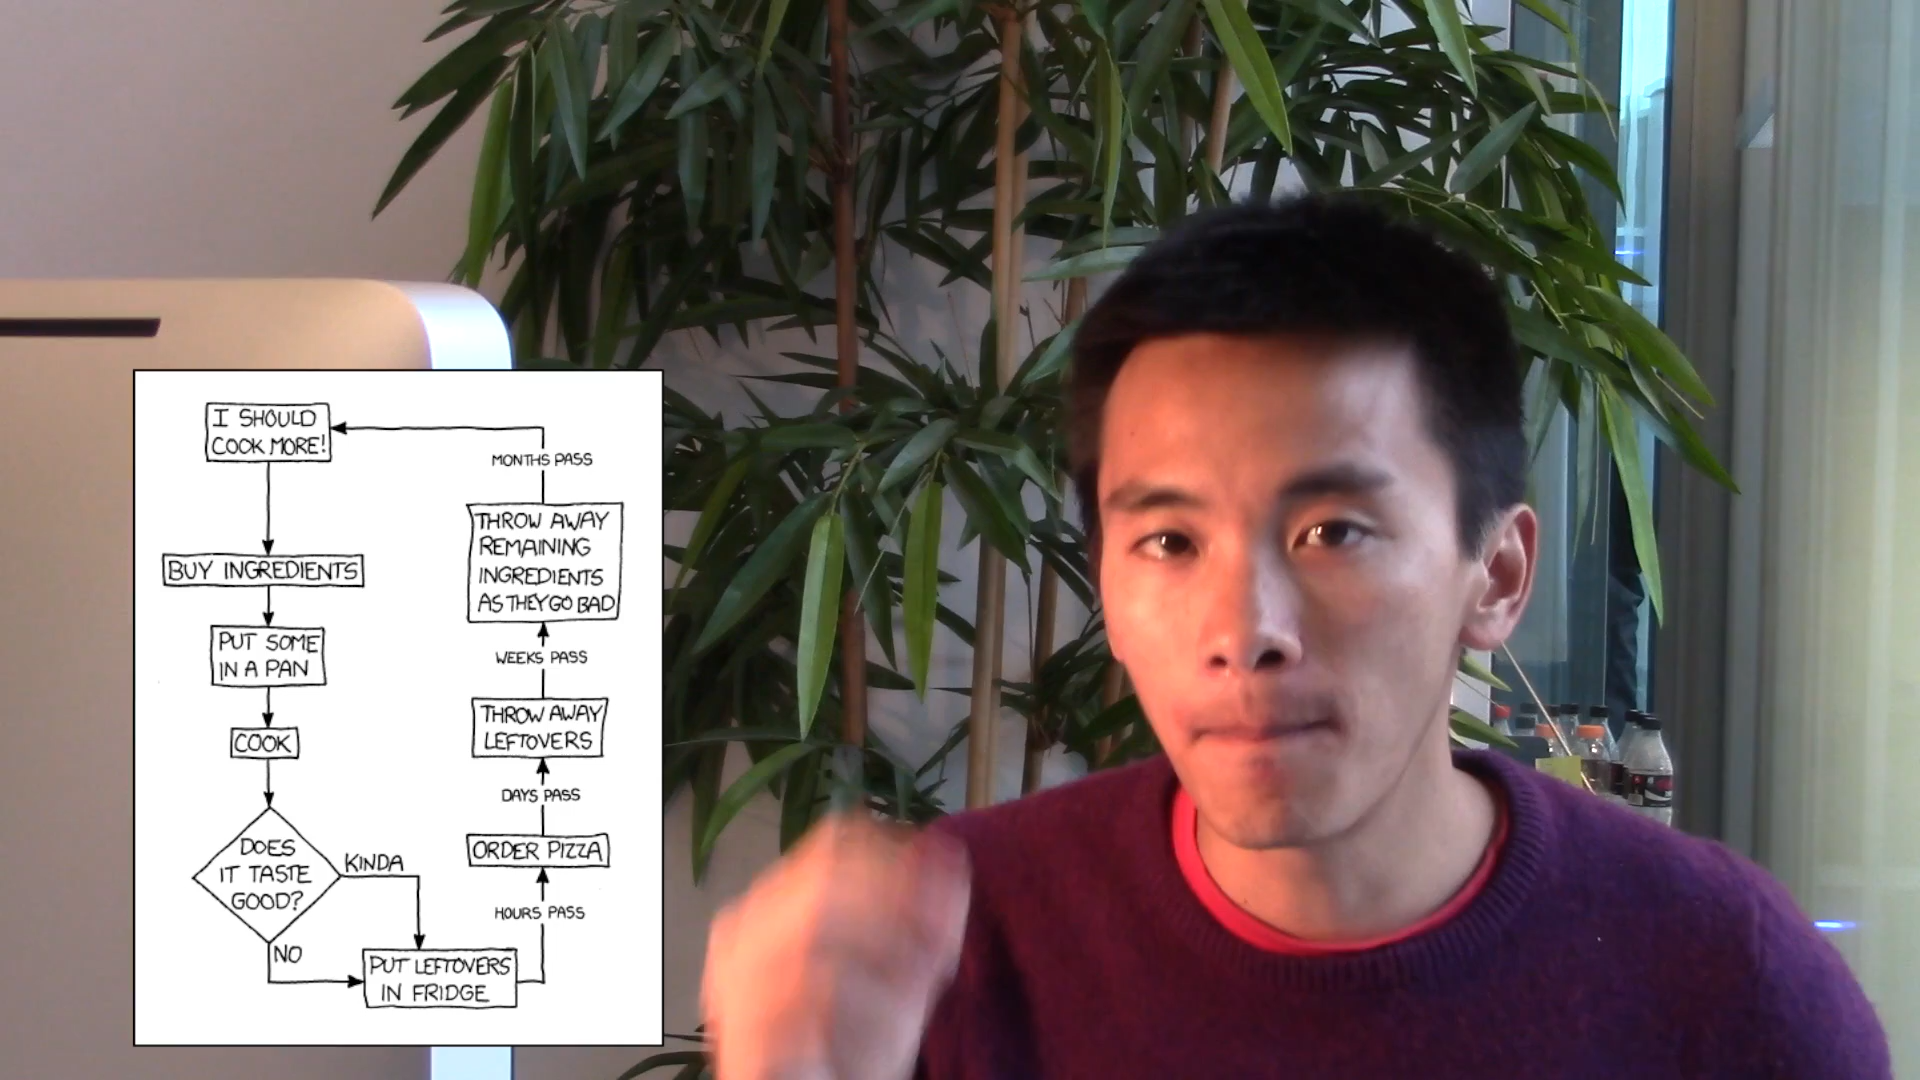 I SHOULD
COOK MORE!
BUY INGREDIENTS
PUT SOME
IN A PAN
COOK
DOES
IT TASTE
GOOD?
KINDA
NO
PUT LEFTOVERS
IN FRIDGE
HOURS PASS
ORDER PIZZA
DAYS PASS
THROW AWAY
LEFTOVERS
WEEKS PASS
THROW AWAY
REMAINING
INGREDIENTS
AS THEY GO BAD
MONTHS PASS